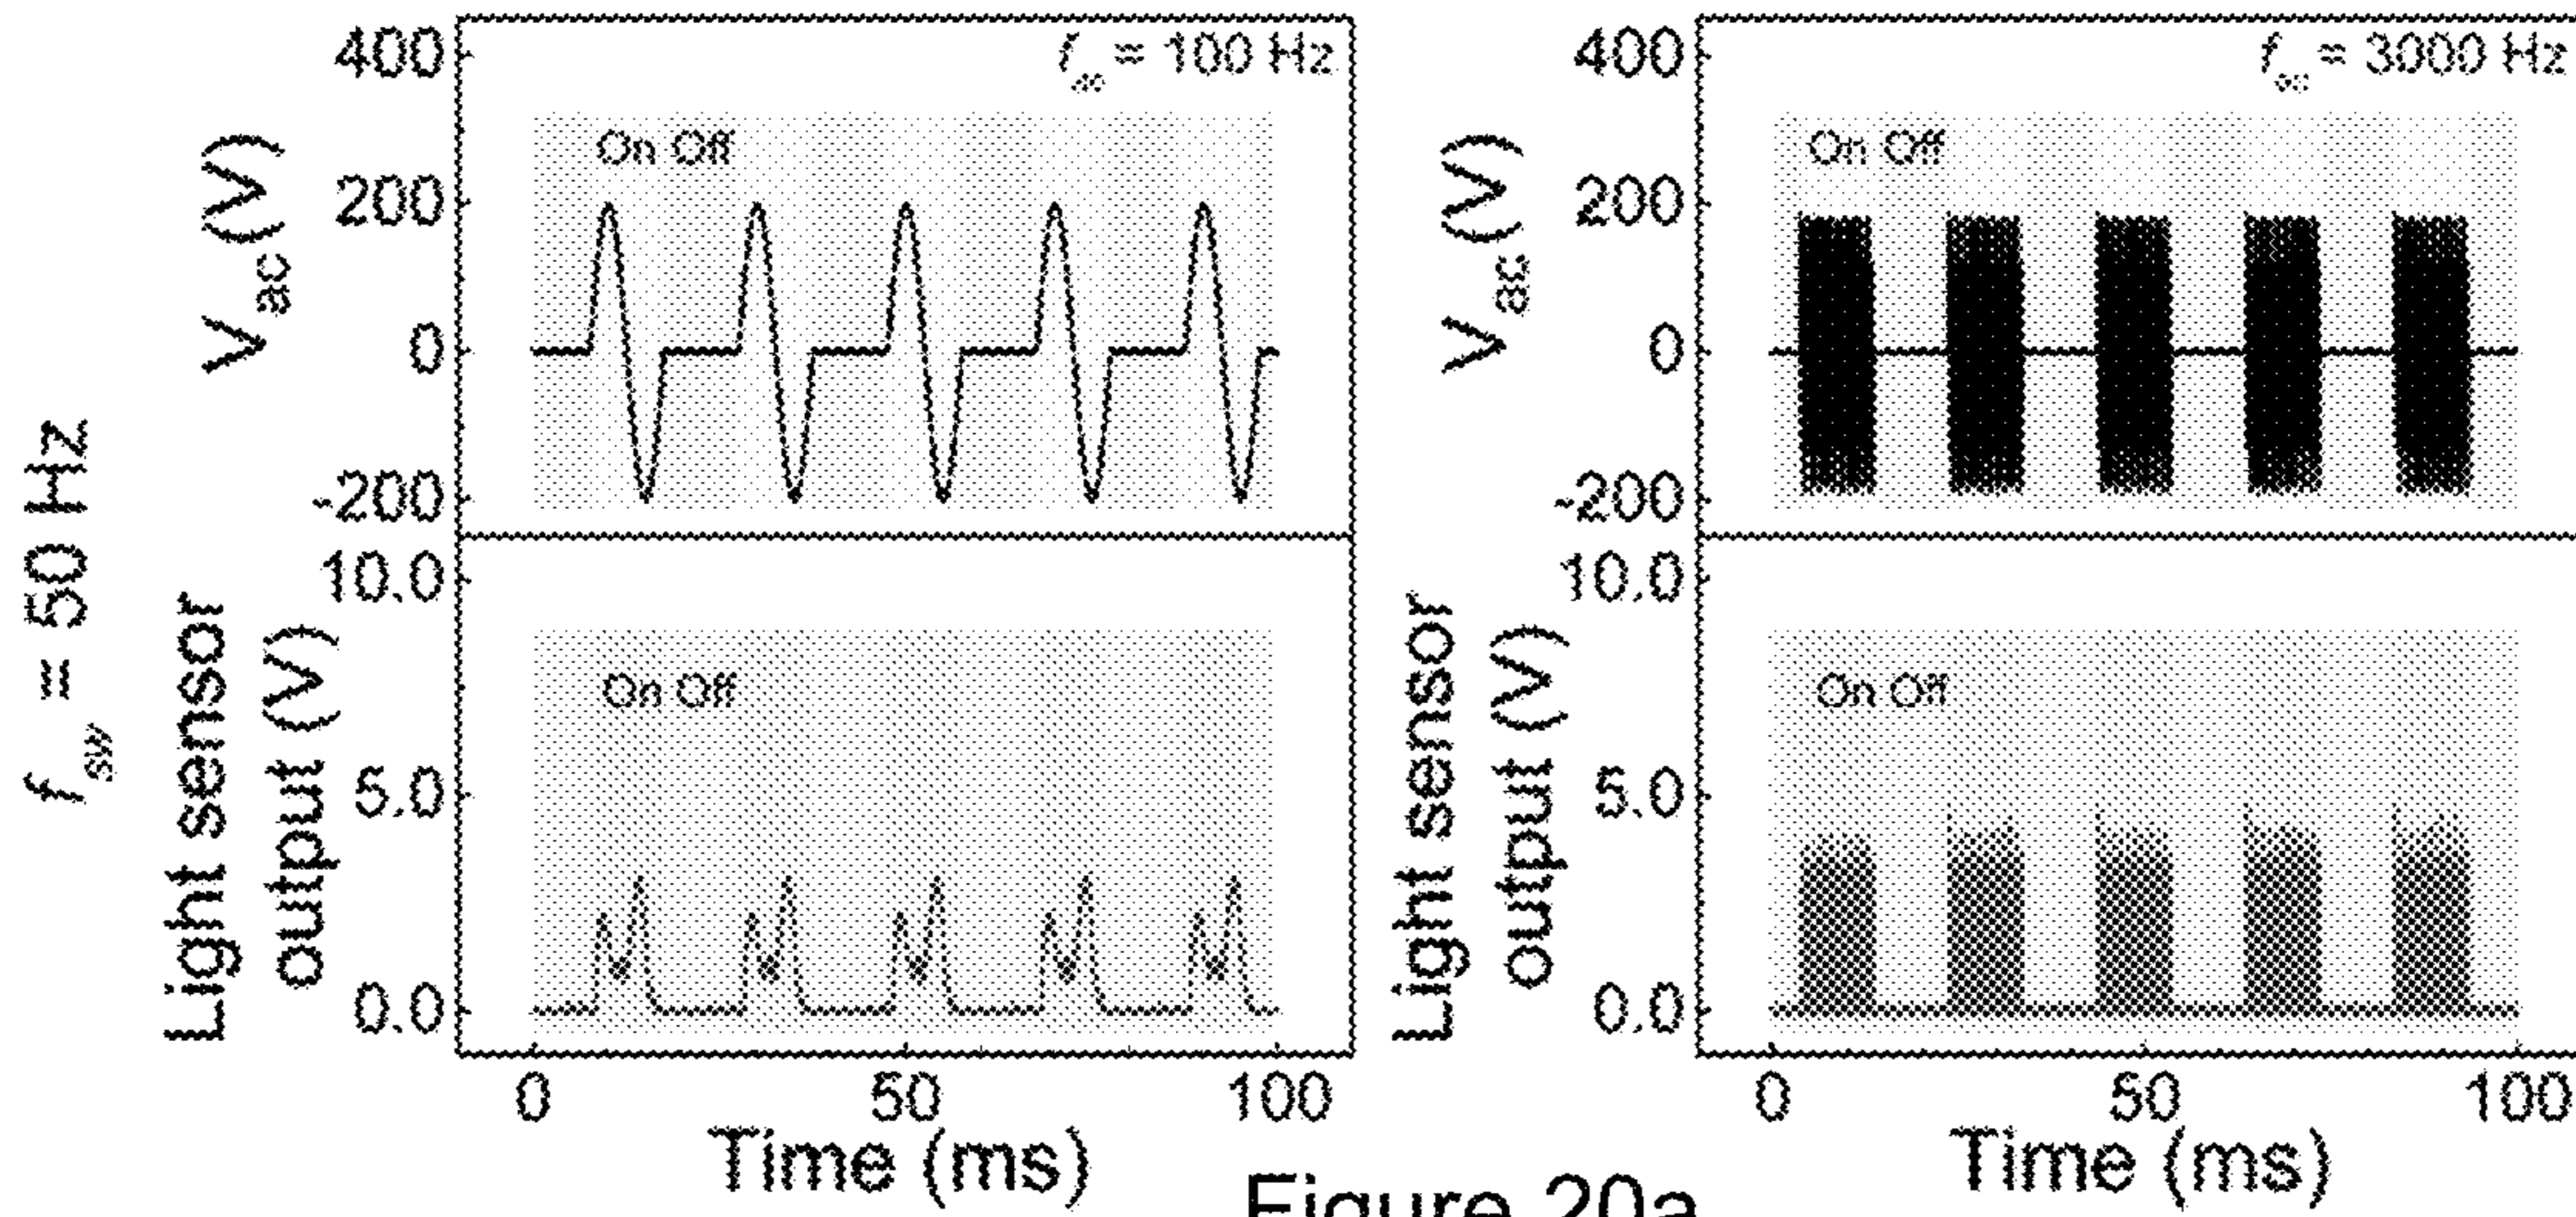 f_sw = 50 Hz
V_ac (V)
400
200
0
-200
f_ac = 100 Hz
On Off
Light sensor
output (V)
10.0
5.0
0.0
On Off
0
50
100
Time (ms)
V_ac (V)
400
200
0
-200
f_ac = 3000 Hz
On Off
Light sensor
output (V)
10.0
5.0
0.0
On Off
0
50
100
Time (ms)
Figure 20a